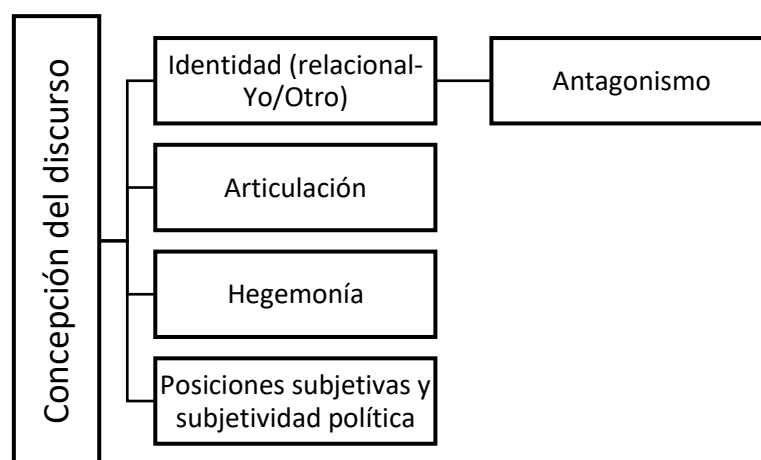 Concepción del discurso
Identidad (relacional-
Yo/Otro)
Antagonismo
Articulación
Hegemonía
Posiciones subjetivas y
subjetividad política